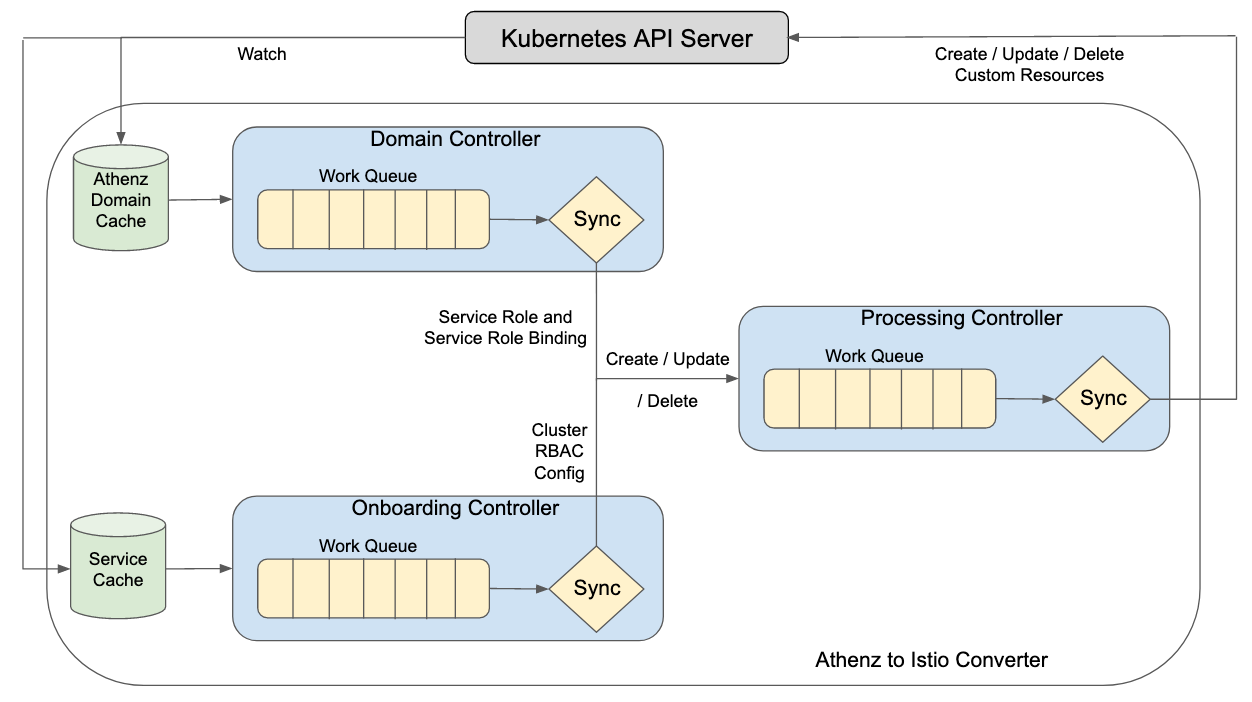 Kubernetes API Server
Watch
Create / Update / Delete
Custom Resources
Domain Controller
Athenz
Domain
Cache
Work Queue
Sync
Service Role and
Service Role Binding
Create / Update
/ Delete
Processing Controller
Work Queue
Sync
Cluster
RBAC
Config
Onboarding Controller
Service
Cache
Work Queue
Sync
Athenz to Istio Converter